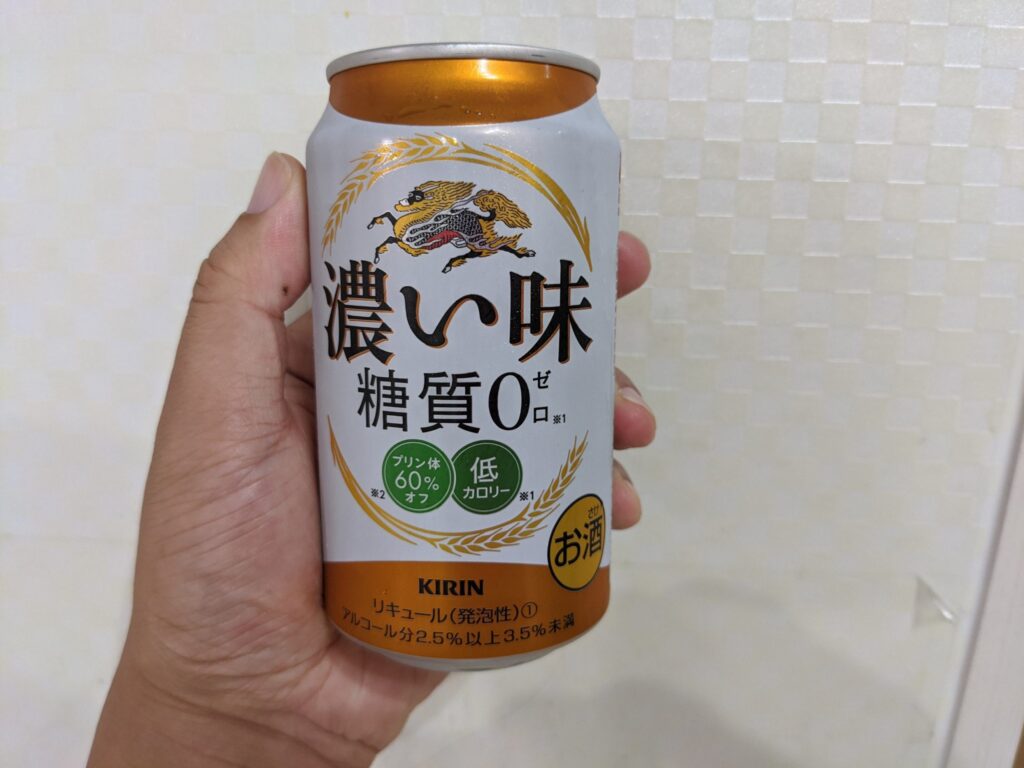 濃い味
糖質0
ゼロ
※1
プリン体
60%
オフ
※2
低
カロリー
※1
さけ
お酒
KIRIN
リキュール(発泡性)①
アルコール分2.5%以上3.5%未満